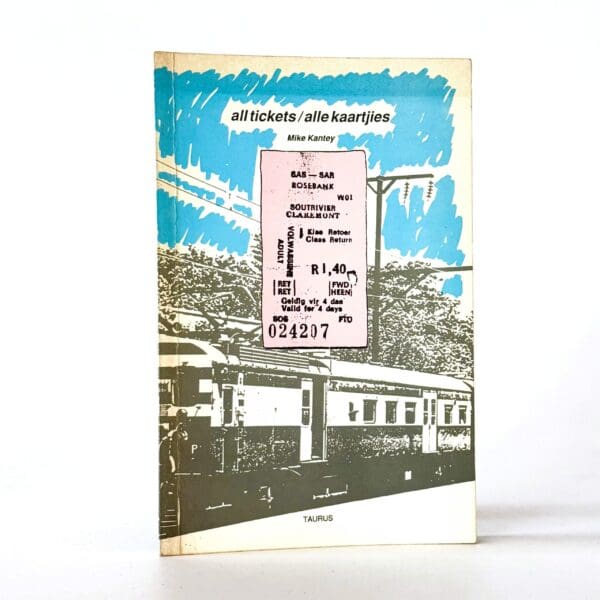 all tickets/alle kaartjies
Mike Kantey
SAS — SAR
ROSEBANK
W01
SOUTRIVIER
CLAREMONT
VOLWASSENE
ADULT
1 Klas Retoer
Class Return
R1,40
RET FWD
RET HEEN
Geldig vir 4 dae
Valid for 4 days
SOS FTD
024207
P
TAURUS